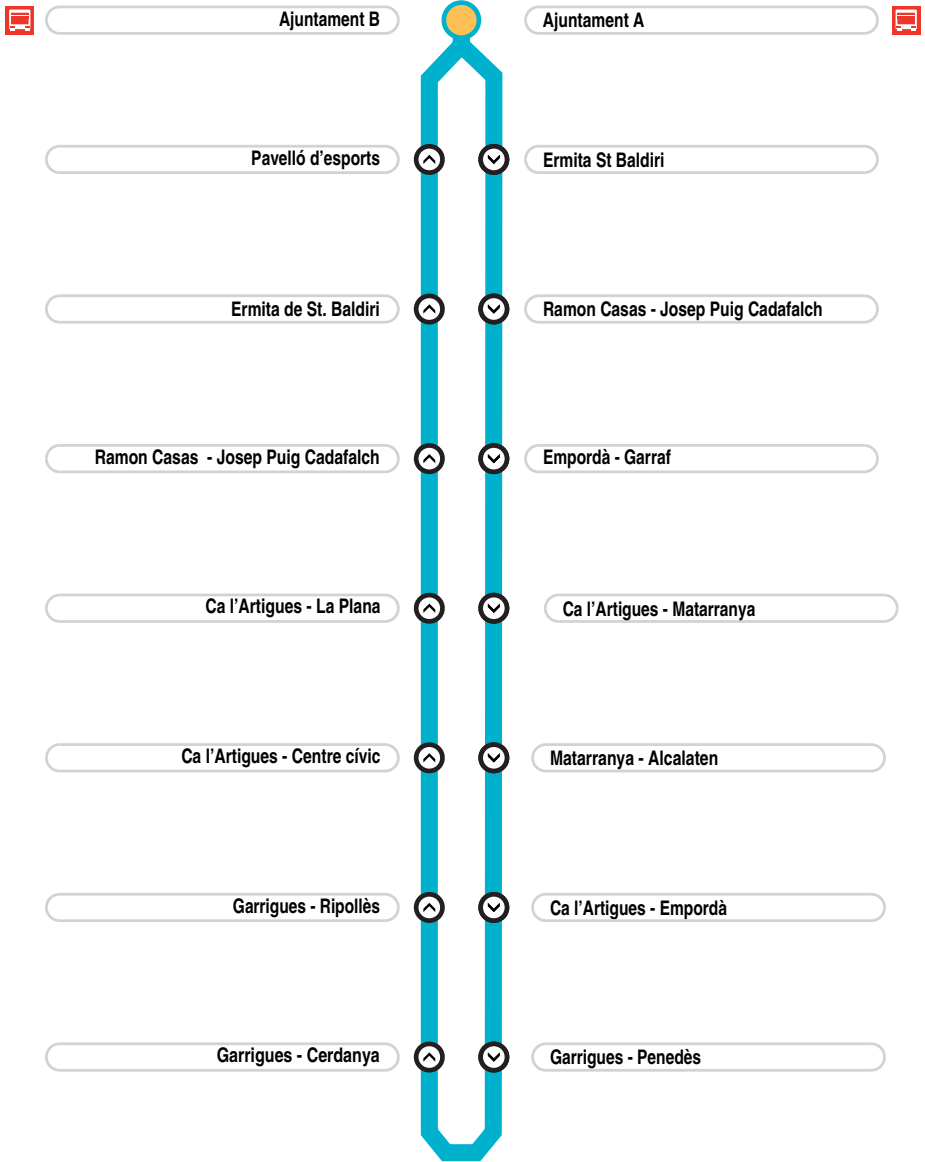 Ajuntament B
Ajuntament A
Pavelló d'esports
Ermita St Baldiri
Ermita de St. Baldiri
Ramon Casas - Josep Puig Cadafalch
Ramon Casas - Josep Puig Cadafalch
Empordà - Garraf
Ca l'Artigues - La Plana
Ca l'Artigues - Matarranya
Ca l'Artigues - Centre cívic
Matarranya - Alcalaten
Garrigues - Ripollès
Ca l'Artigues - Empordà
Garrigues - Cerdanya
Garrigues - Penedès